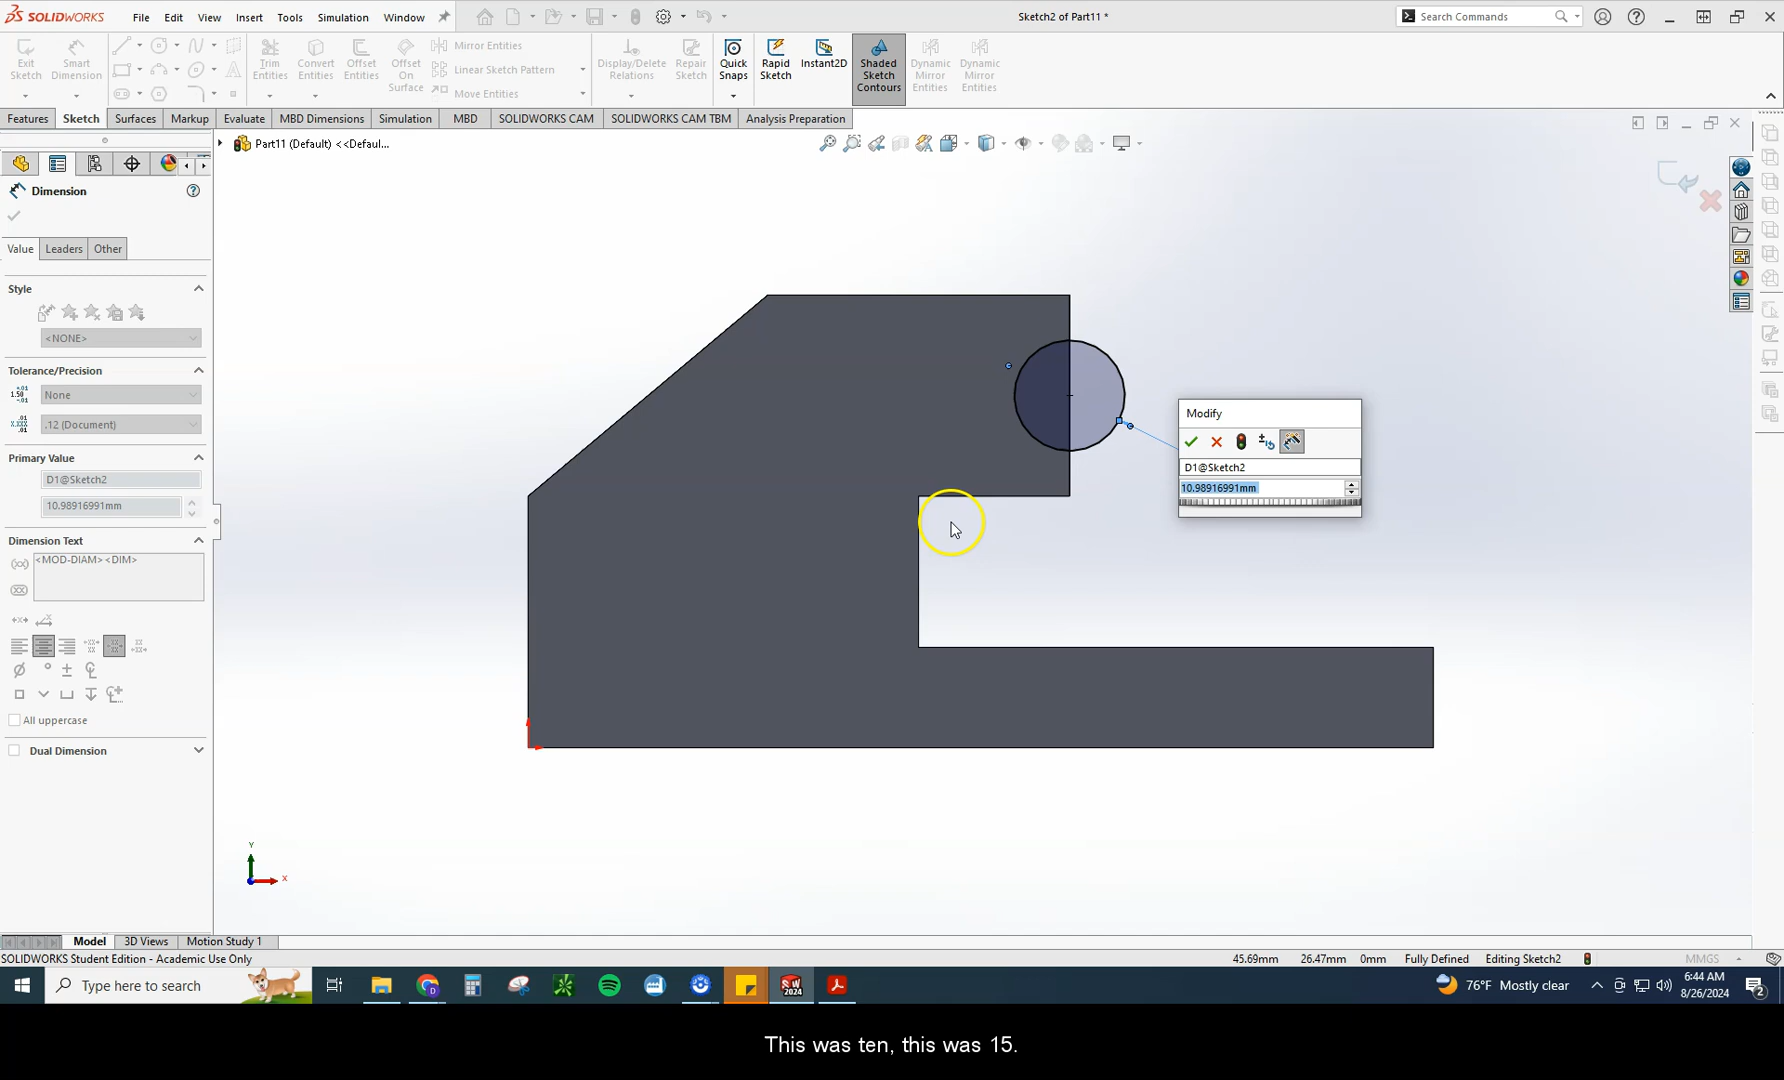 SOLIDWORKS File Edit View Insert Tools Simulation Window Sketch2 of Part11 * Search Commands
Exit Sketch Smart Dimension Trim Entities Convert Entities Offset Entities Offset On Surface Mirror Entities Linear Sketch Pattern Move Entities Display/Delete Relations Repair Sketch Quick Snaps Rapid Sketch Instant2D Shaded Sketch Contours Dynamic Mirror Entities Dynamic Mirror Entities
Features Sketch Surfaces Markup Evaluate MBD Dimensions Simulation MBD SOLIDWORKS CAM SOLIDWORKS CAM TBM Analysis Preparation
Part11 (Default) <<Defaul...
Dimension
Value Leaders Other
Style
<NONE>
Tolerance/Precision
None
.12 (Document)
Primary Value
D1@Sketch2
10.98916991mm
Dimension Text
<MOD-DIAM><DIM>
All uppercase
Dual Dimension
Modify
D1@Sketch2
10.98916991mm
Y
X
Model 3D Views Motion Study 1
SOLIDWORKS Student Edition - Academic Use Only 45.69mm 26.47mm 0mm Fully Defined Editing Sketch2 MMGS
Type here to search SW 2024 76°F Mostly clear 6:44 AM
8/26/2024 2
This was ten, this was 15.